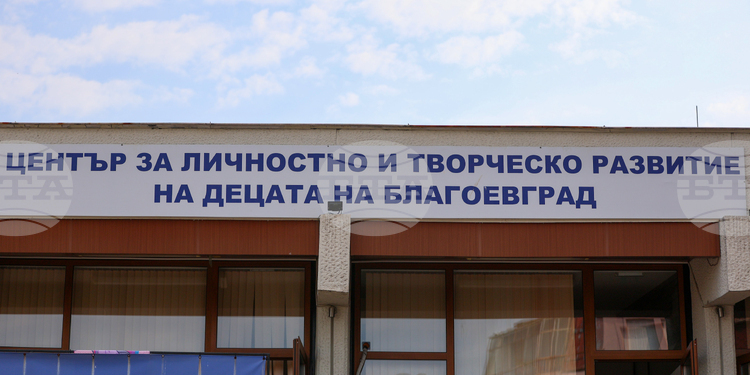 ЦЕНТЪР ЗА ЛИЧНОСТНО И ТВОРЧЕСКО РАЗВИТИЕ
НА ДЕЦАТА НА БЛАГОЕВГРАД